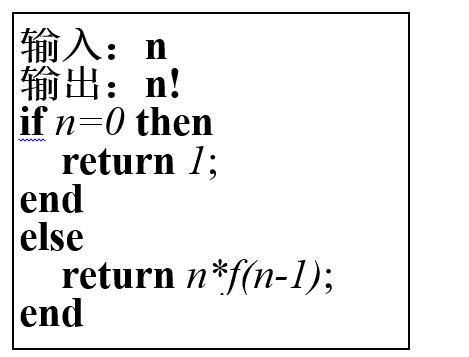 输入：n
输出：n!
if n=0 then
return 1;
end
else
return n*f(n-1);
end